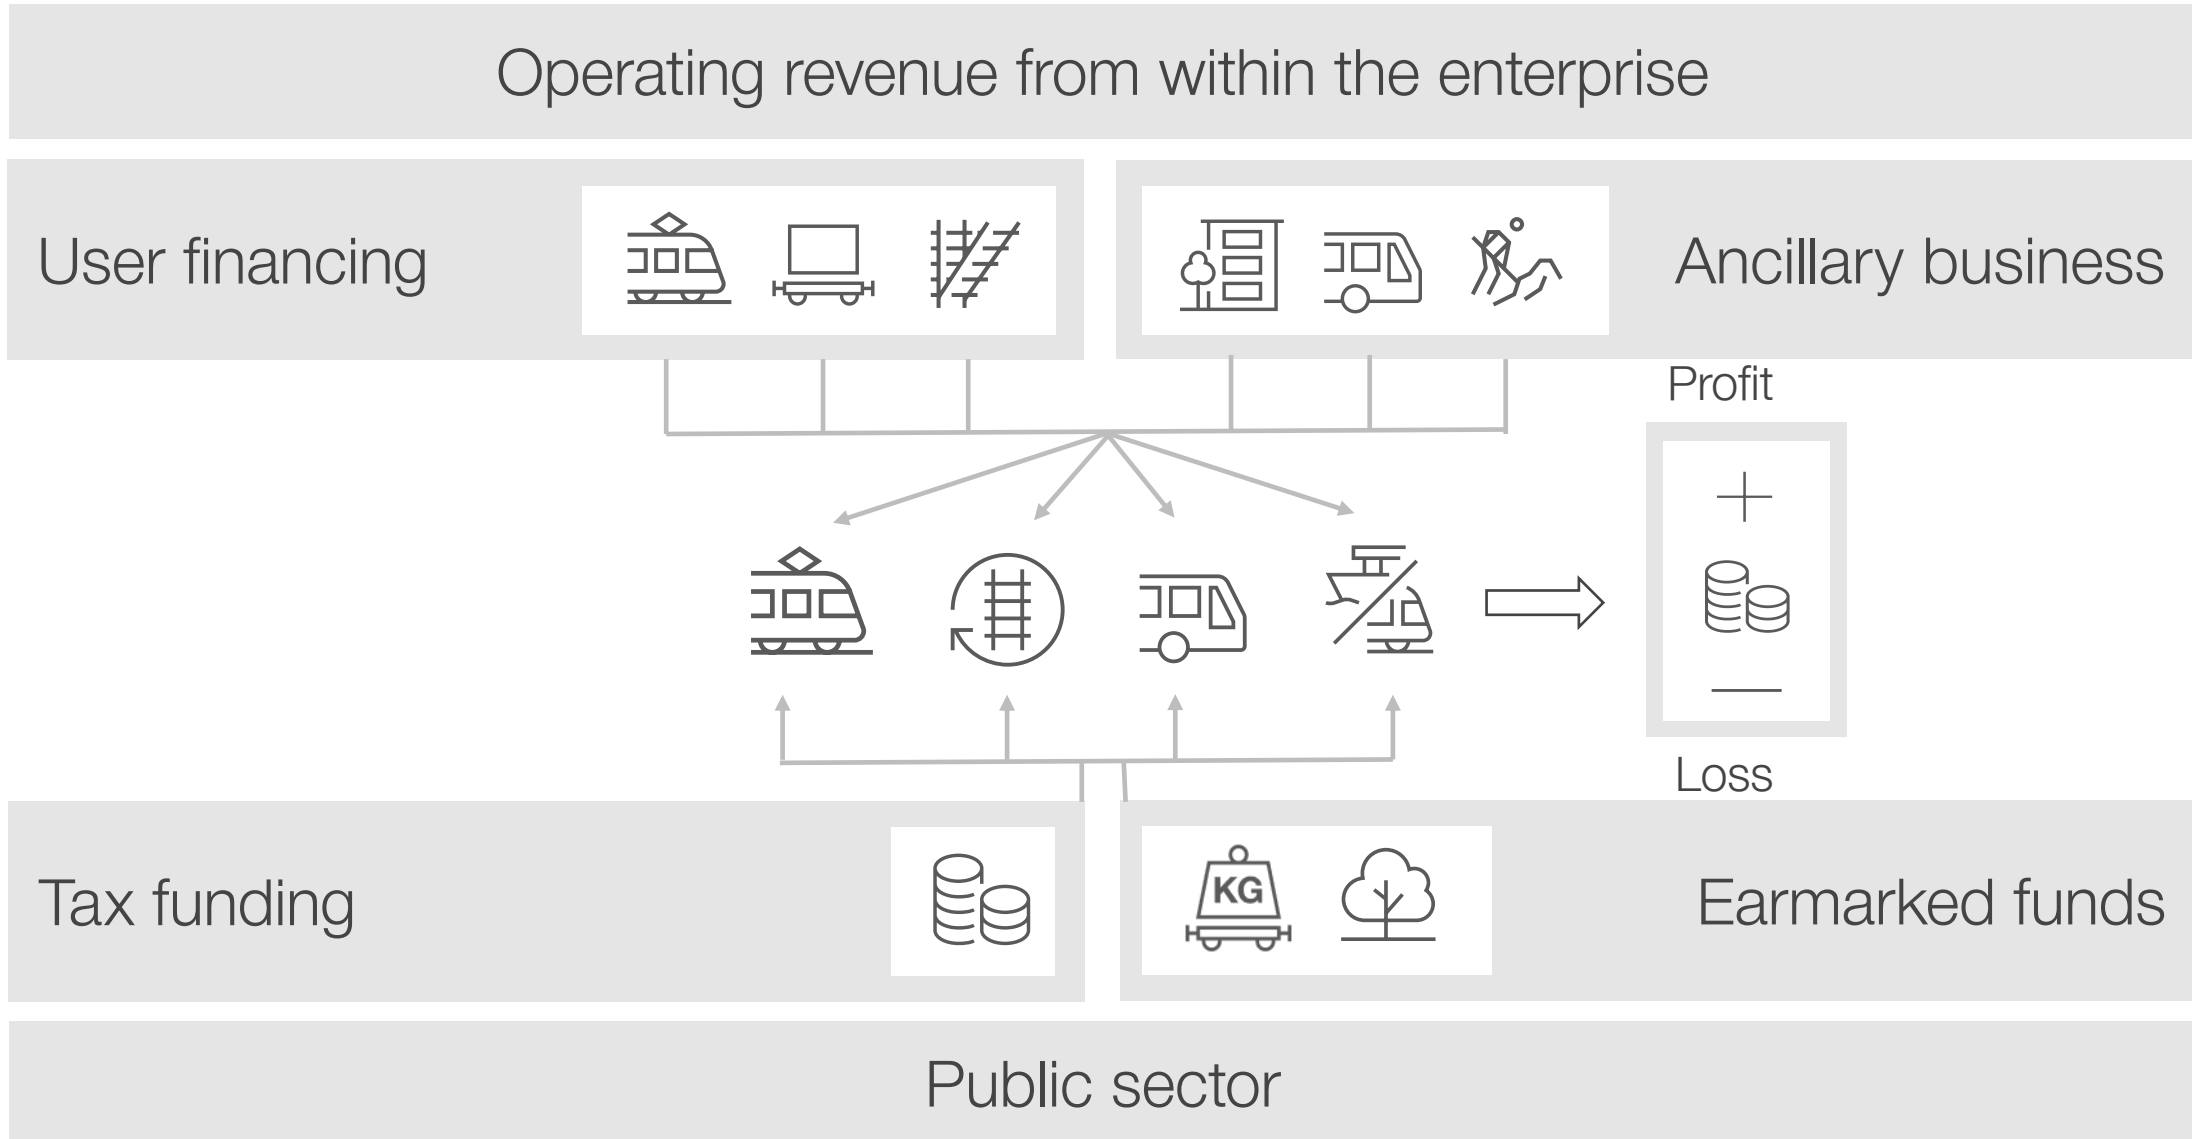 Operating revenue from within the enterprise
User financing
Ancillary business
Profit
Loss
Tax funding
KG
Earmarked funds
Public sector